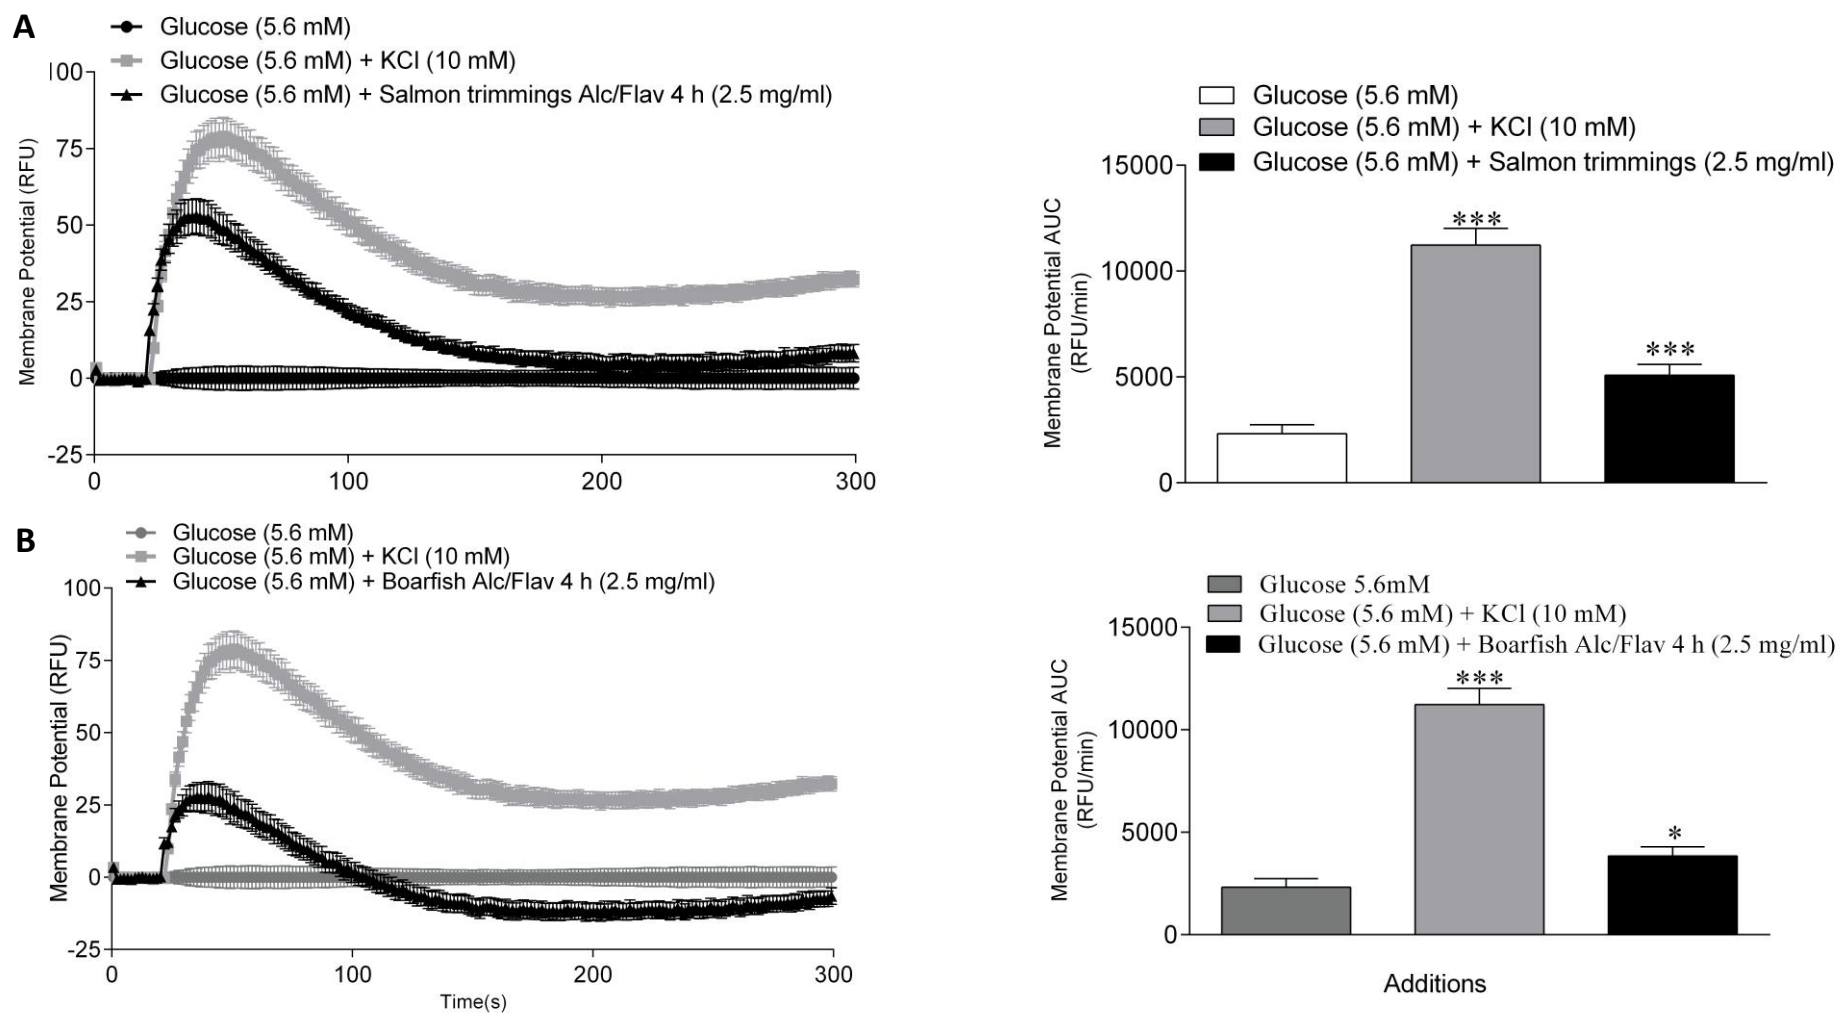 A
Glucose (5.6 mM)
Glucose (5.6 mM) + KCl (10 mM)
Glucose (5.6 mM) + Salmon trimmings Alc/Flav 4 h (2.5 mg/ml)
Membrane Potential (RFU)
100
75
50
25
0
-25
0
100
200
300
Glucose (5.6 mM)
Glucose (5.6 mM) + KCl (10 mM)
Glucose (5.6 mM) + Salmon trimmings (2.5 mg/ml)
Membrane Potential AUC
(RFU/min)
15000
10000
5000
0
***
***
B
Glucose (5.6 mM)
Glucose (5.6 mM) + KCl (10 mM)
Glucose (5.6 mM) + Boarfish Alc/Flav 4 h (2.5 mg/ml)
Membrane Potential (RFU)
100
75
50
25
0
-25
0
100
200
300
Time(s)
Glucose 5.6mM
Glucose (5.6 mM) + KCl (10 mM)
Glucose (5.6 mM) + Boarfish Alc/Flav 4 h (2.5 mg/ml)
Membrane Potential AUC
(RFU/min)
15000
10000
5000
0
***
*
Additions